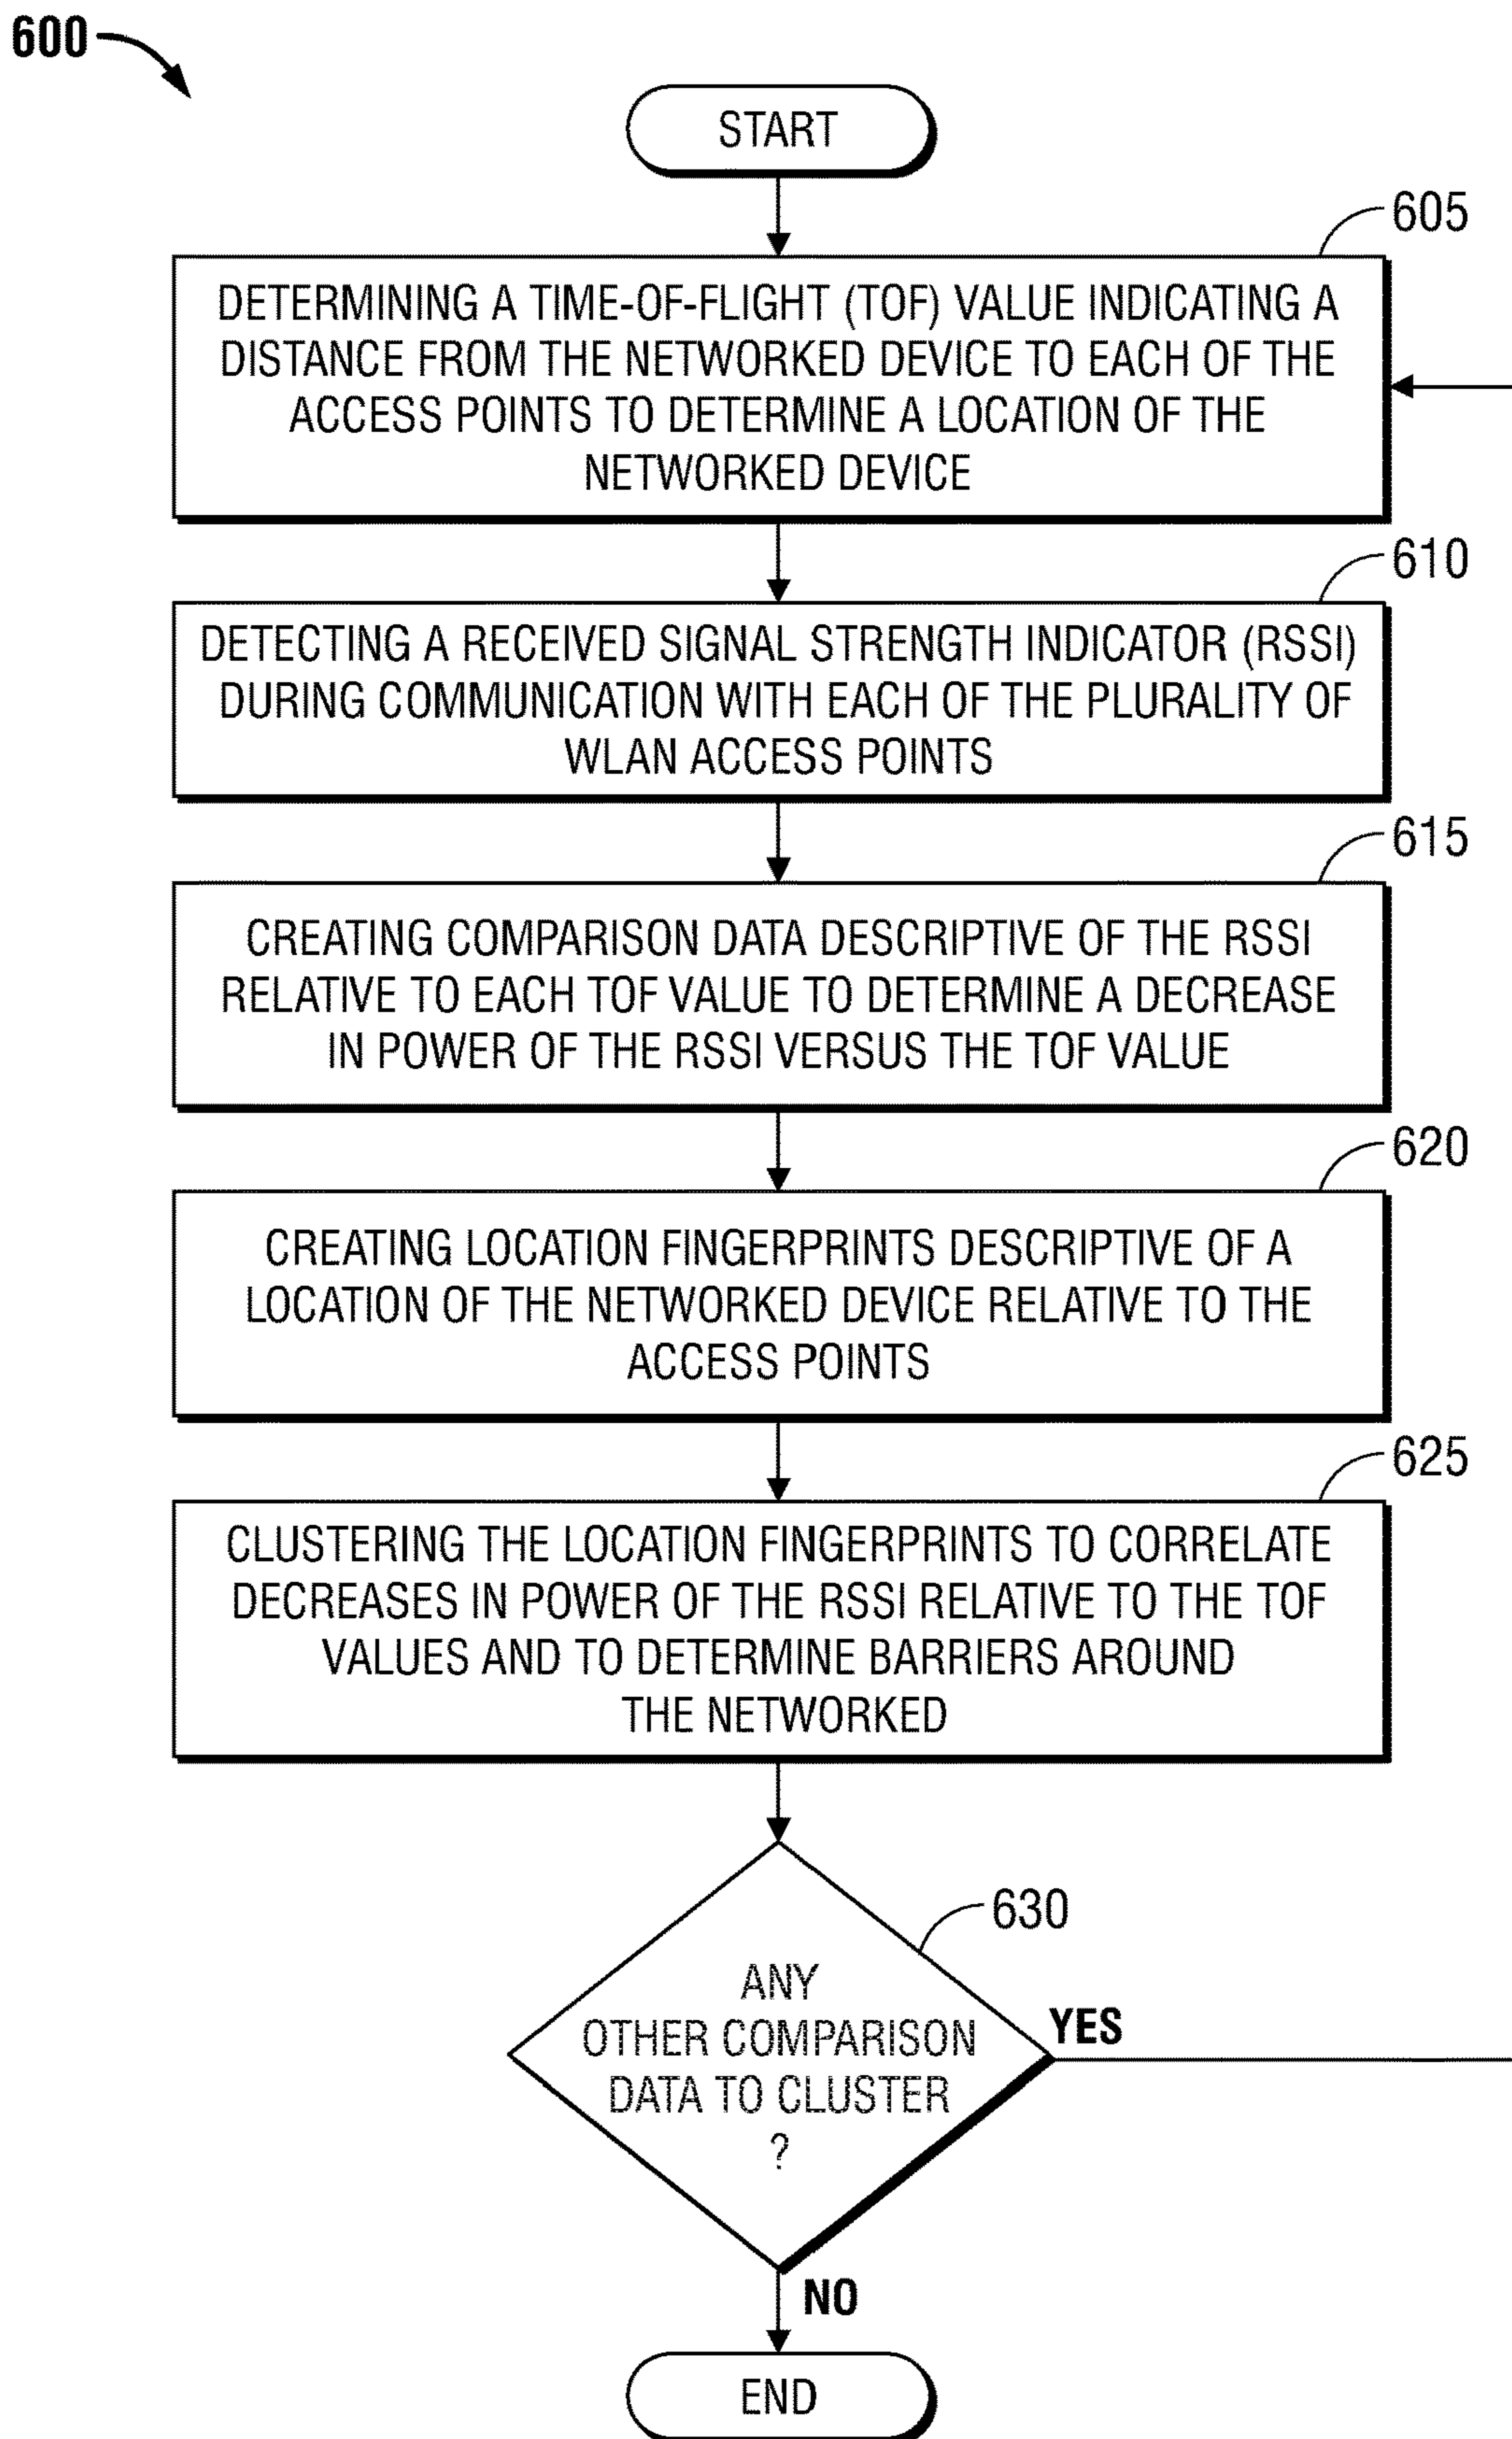 600
START
605
DETERMINING A TIME-OF-FLIGHT (TOF) VALUE INDICATING A
DISTANCE FROM THE NETWORKED DEVICE TO EACH OF THE
ACCESS POINTS TO DETERMINE A LOCATION OF THE
NETWORKED DEVICE
610
DETECTING A RECEIVED SIGNAL STRENGTH INDICATOR (RSSI)
DURING COMMUNICATION WITH EACH OF THE PLURALITY OF
WLAN ACCESS POINTS
615
CREATING COMPARISON DATA DESCRIPTIVE OF THE RSSI
RELATIVE TO EACH TOF VALUE TO DETERMINE A DECREASE
IN POWER OF THE RSSI VERSUS THE TOF VALUE
620
CREATING LOCATION FINGERPRINTS DESCRIPTIVE OF A
LOCATION OF THE NETWORKED DEVICE RELATIVE TO THE
ACCESS POINTS
625
CLUSTERING THE LOCATION FINGERPRINTS TO CORRELATE
DECREASES IN POWER OF THE RSSI RELATIVE TO THE TOF
VALUES AND TO DETERMINE BARRIERS AROUND
THE NETWORKED
630
ANY
OTHER COMPARISON
DATA TO CLUSTER
?
YES
NO
END